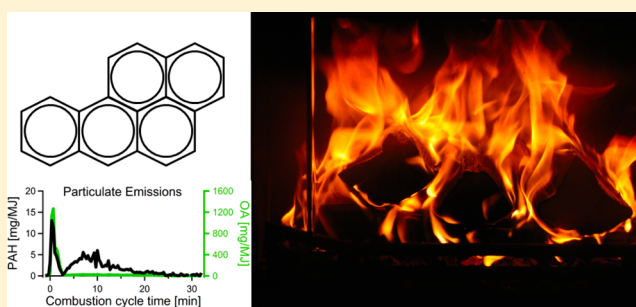 Particulate Emissions
PAH [mg/MJ]
20
15
10
5
0
OA [mg/MJ]
1600
1200
800
400
0
0 10 20 30
Combustion cycle time [min]